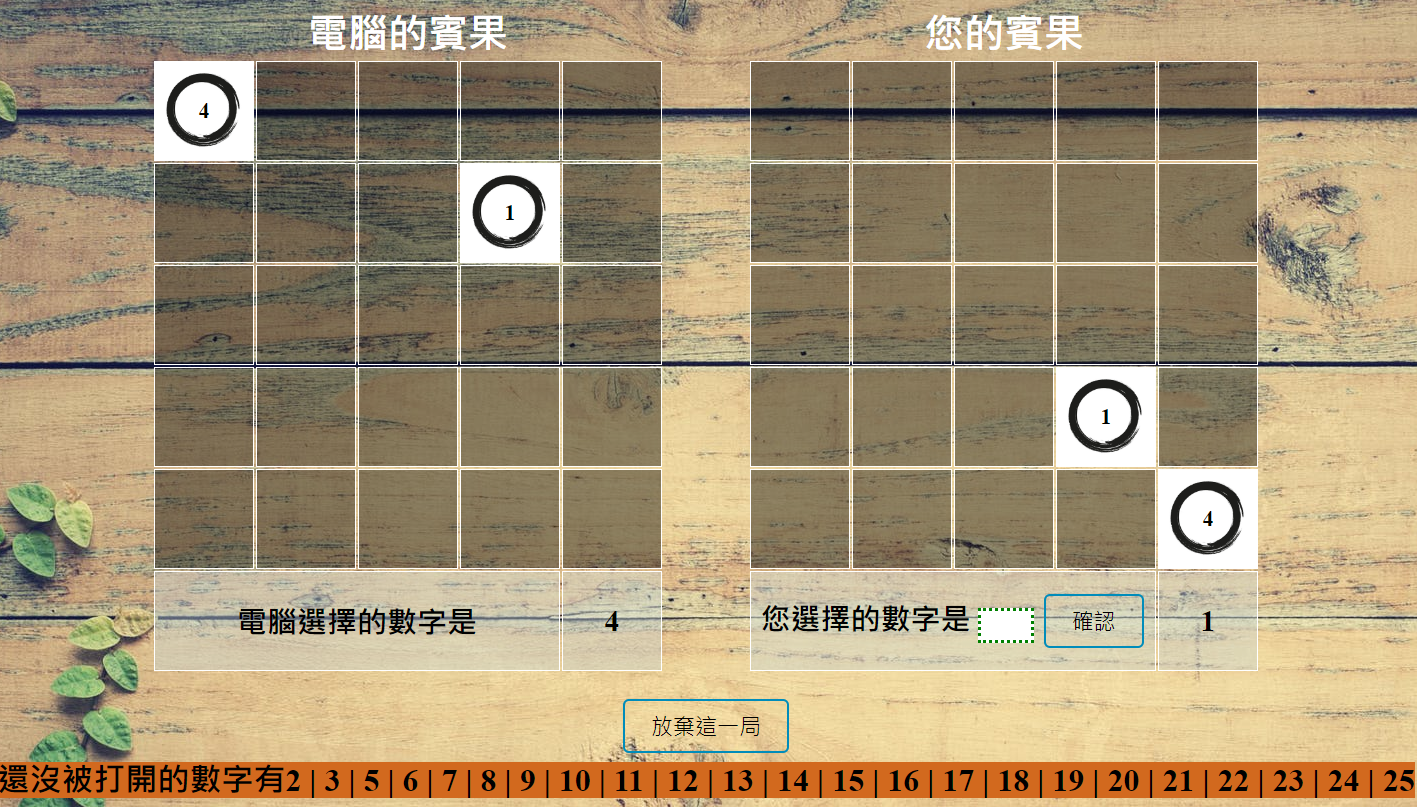 電腦的賓果 您的賓果
4
1
1
4
電腦選擇的數字是 4 您選擇的數字是 確認 1
放棄這一局
還沒被打開的數字有2 | 3 | 5 | 6 | 7 | 8 | 9 | 10 | 11 | 12 | 13 | 14 | 15 | 16 | 17 | 18 | 19 | 20 | 21 | 22 | 23 | 24 | 25